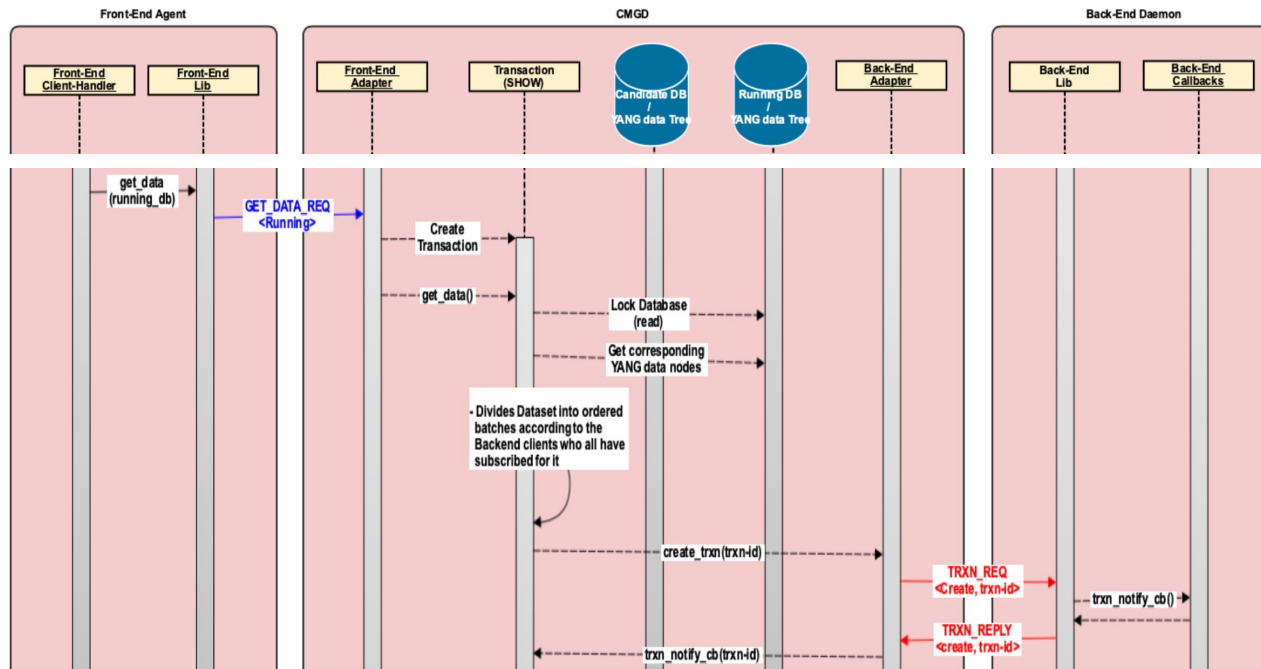 Front-End Agent
CMGD
Back-End Daemon
Front-End
Client-Handler
Front-End
Lib
Front-End
Adapter
Transaction
(SHOW)
Candidate DB
/
YANG data Tree
Running DB
/
YANG data Tree
Back-End
Adapter
Back-End
Lib
Back-End
Callbacks
get_data
(running_db)
GET_DATA_REQ
<Running>
Create
Transaction
get_data()
Lock Database
(read)
Get corresponding
YANG data nodes
- Divides Dataset into ordered
batches according to the
Backend clients who all have
subscribed for it
create_trxn(trxn-id)
TRXN_REQ
<Create, trxn-id>
trxn_notify_cb()
TRXN_REPLY
<create, trxn-id>
trxn_notify_cb(trxn-id)